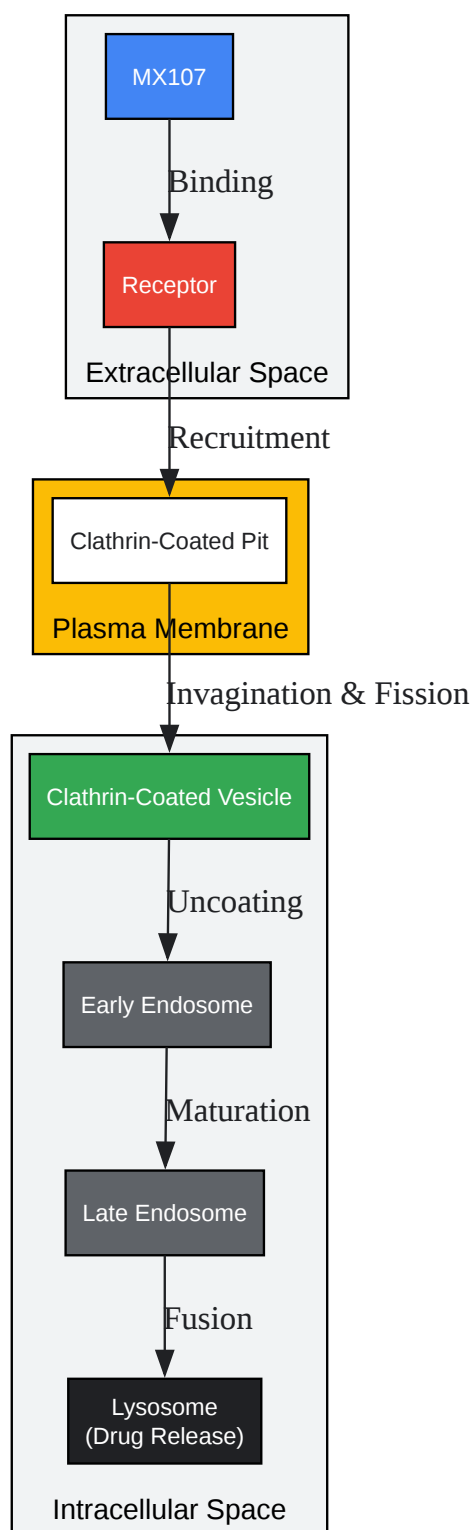 MX107
Binding
Receptor
Extracellular Space
Recruitment
Clathrin-Coated Pit
Plasma Membrane
Invagination & Fission
Clathrin-Coated Vesicle
Uncoating
Early Endosome
Maturation
Late Endosome
Fusion
Lysosome
(Drug Release)
Intracellular Space